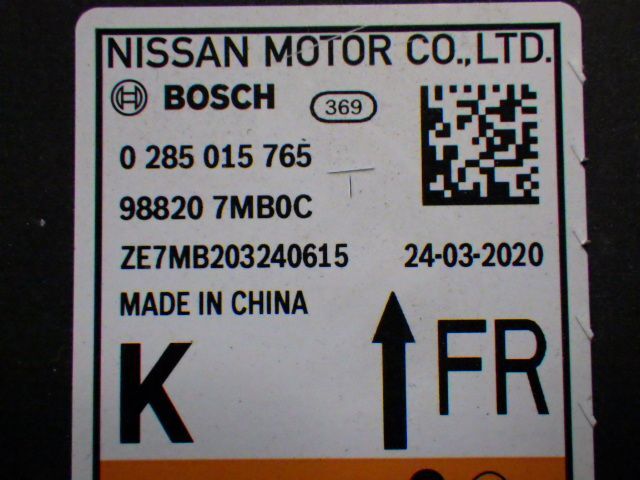 NISSAN MOTOR CO.,LTD.
BOSCH 369
0 285 015 765
98820 7MB0C
ZE7MB203240615 24-03-2020
MADE IN CHINA
K FR